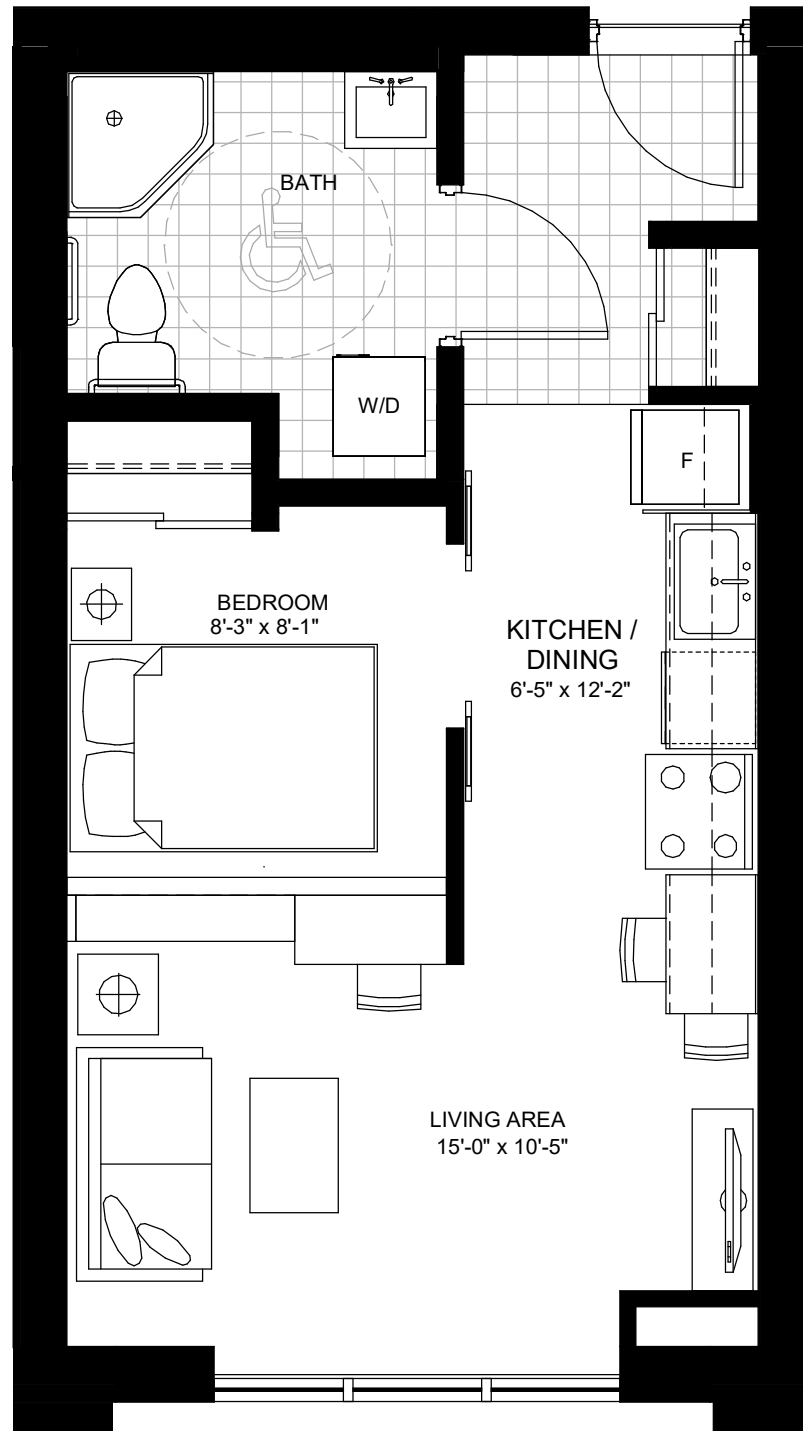 BATH
W/D
F
BEDROOM
8'-3" x 8'-1"
KITCHEN /
DINING
6'-5" x 12'-2"
LIVING AREA
15'-0" x 10'-5"